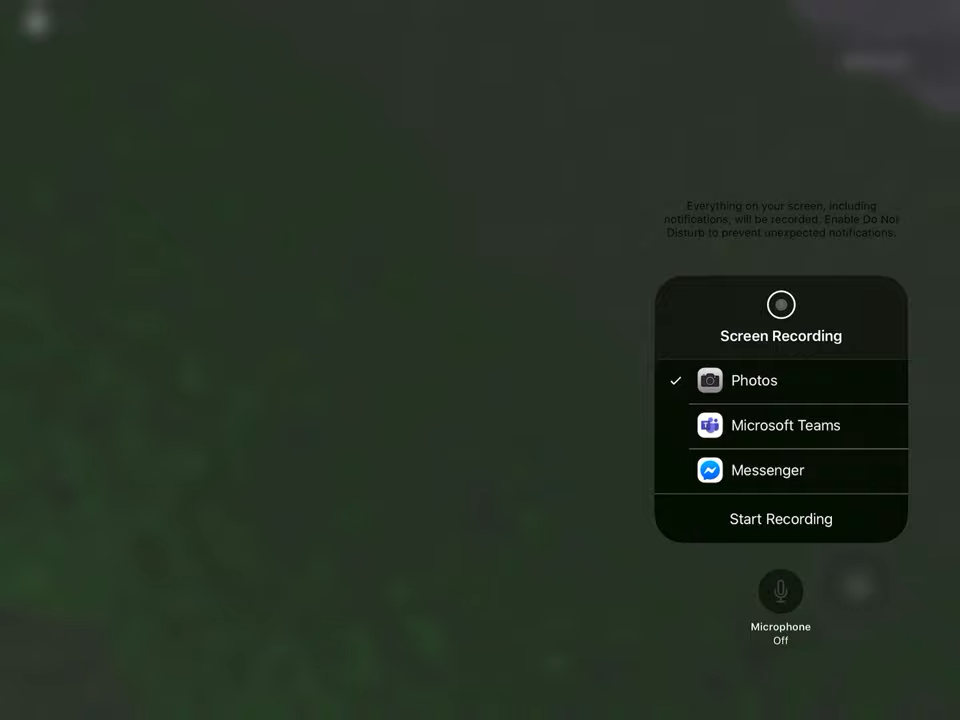 Everything on your screen, including
notifications, will be recorded. Enable Do Not
Disturb to prevent unexpected notifications.
Screen Recording
Photos
Microsoft Teams
Messenger
Start Recording
Microphone
Off